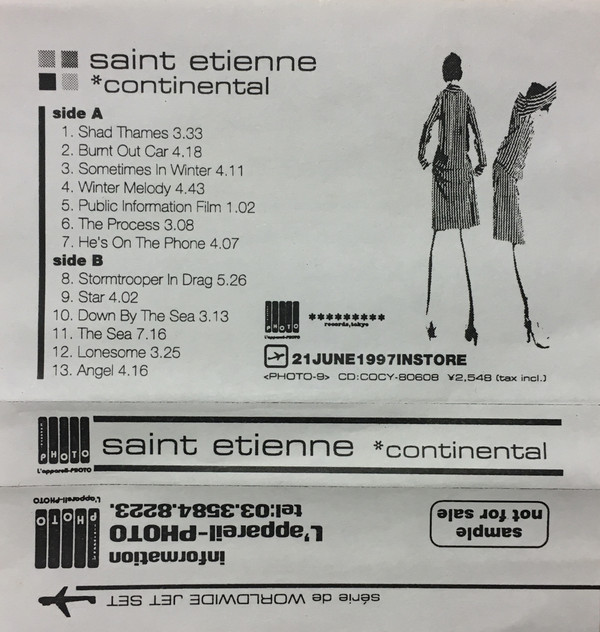 saint etienne
*continental
side A
1. Shad Thames 3.33
2. Burnt Out Car 4.18
3. Sometimes In Winter 4.11
4. Winter Melody 4.43
5. Public Information Film 1.02
6. The Process 3.08
7. He's On The Phone 4.07
side B
8. Stormtrooper In Drag 5.26
9. Star 4.02
10. Down By The Sea 3.13
11. The Sea 7.16
12. Lonesome 3.25
13. Angel 4.16
PHOTO
L'appareil-PHOTO
*********
records,tokyo
21JUNE1997INSTORE
<PHOTO-9> CD:COCY-80608 ¥2,548 (tax incl.)
PHOTO
L'appareil-PHOTO
saint etienne *continental
série de WORLDWIDE JET SET
information
L'appareil-PHOTO
tel:03.3584.8223.
PHOTO
L'appareil-PHOTO
sample
not for sale